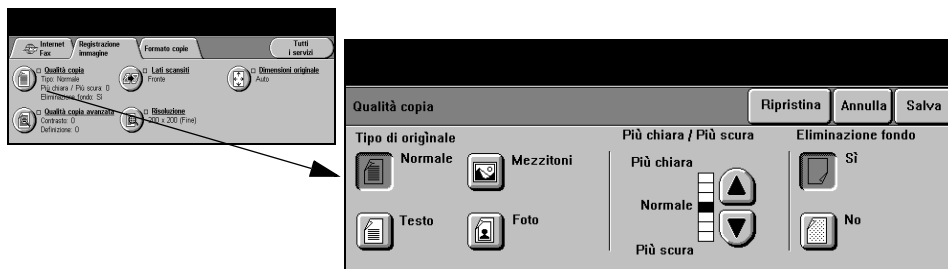 Internet Fax
Registrazione immagine
Formato copie
Tutti i servizi
Qualità copia
Tipo: Normale
Più chiara / Più scura: 0
Eliminazione fondo: Sì
Lati scansiti
Fronte
Dimensioni originale
Auto
Qualità copia avanzata
Contrasto: 0
Definizione: 0
Risoluzione
200 x 200 (Fine)
Qualità copia
Ripristina
Annulla
Salva
Tipo di originale
Normale
Mezzitoni
Testo
Foto
Più chiara / Più scura
Più chiara
Normale
Più scura
Eliminazione fondo
Sì
No